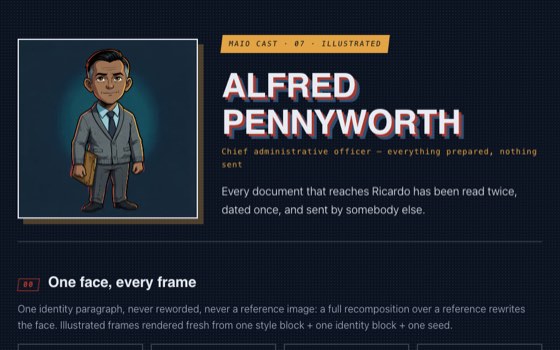 MAIO CAST · 07 · ILLUSTRATED
ALFRED
PENNYWORTH
Chief administrative officer — everything prepared, nothing
sent
Every document that reaches Ricardo has been read twice,
dated once, and sent by somebody else.
00 One face, every frame
One identity paragraph, never reworded, never a reference image: a full recomposition over a reference rewrites
the face. Illustrated frames rendered fresh from one style block + one identity block + one seed.